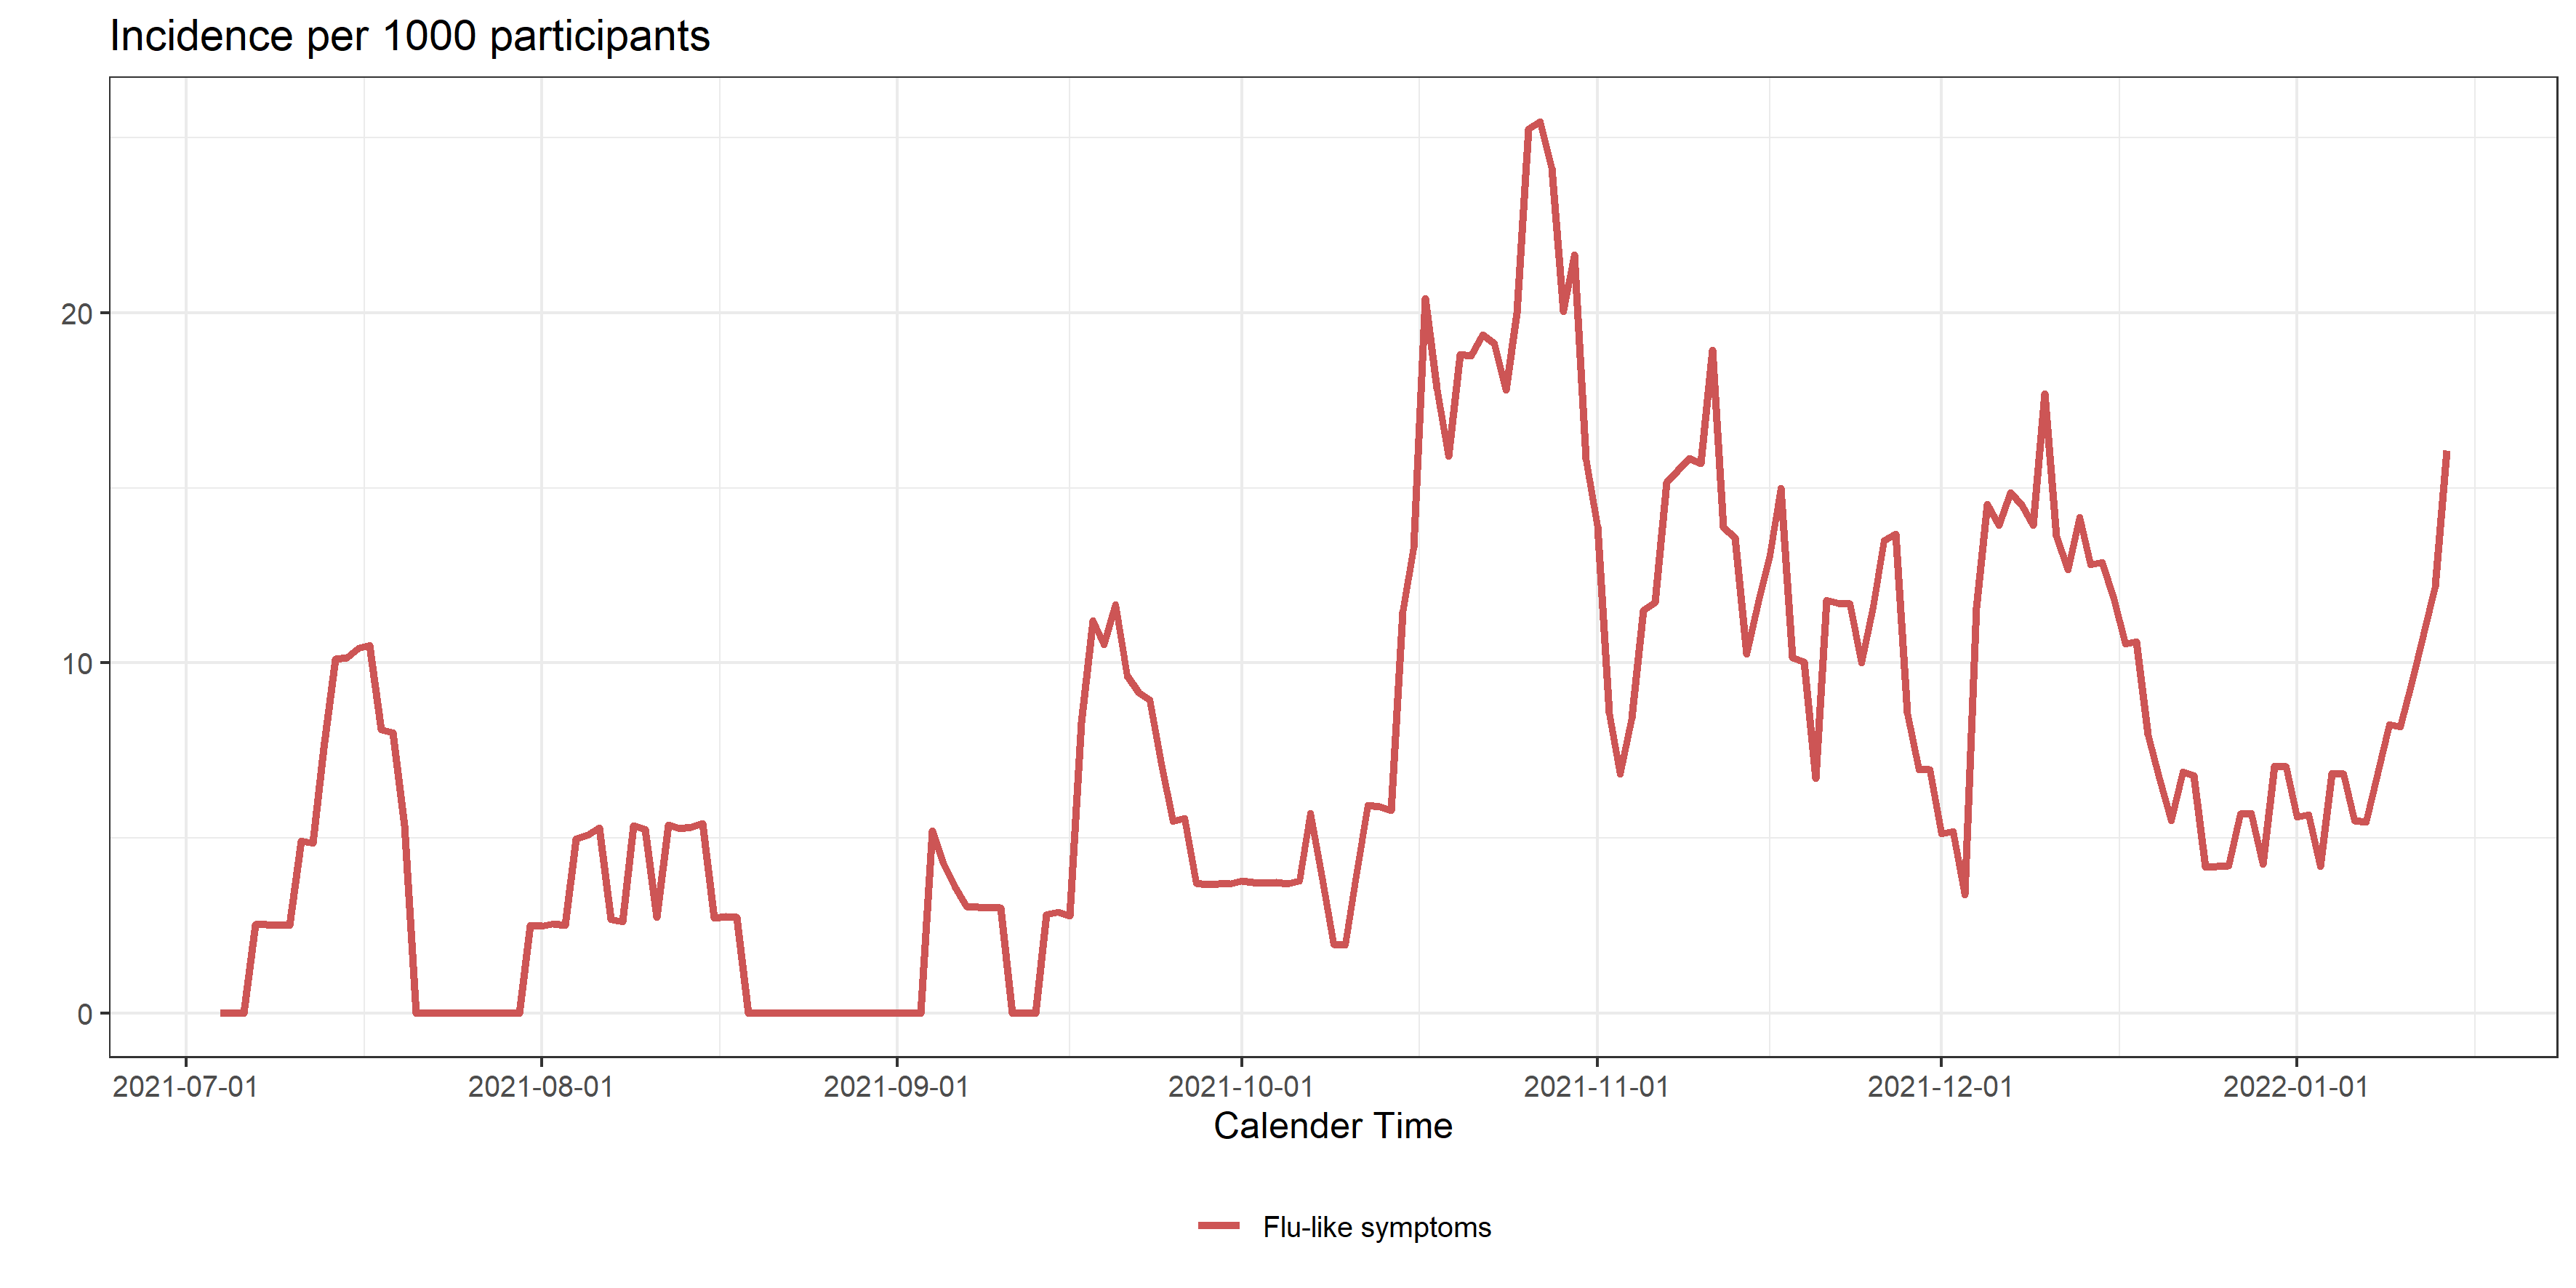 Incidence per 1000 participants
20
10
0
2021-07-01 2021-08-01 2021-09-01 2021-10-01 2021-11-01 2021-12-01 2022-01-01
Calender Time
Flu-like symptoms